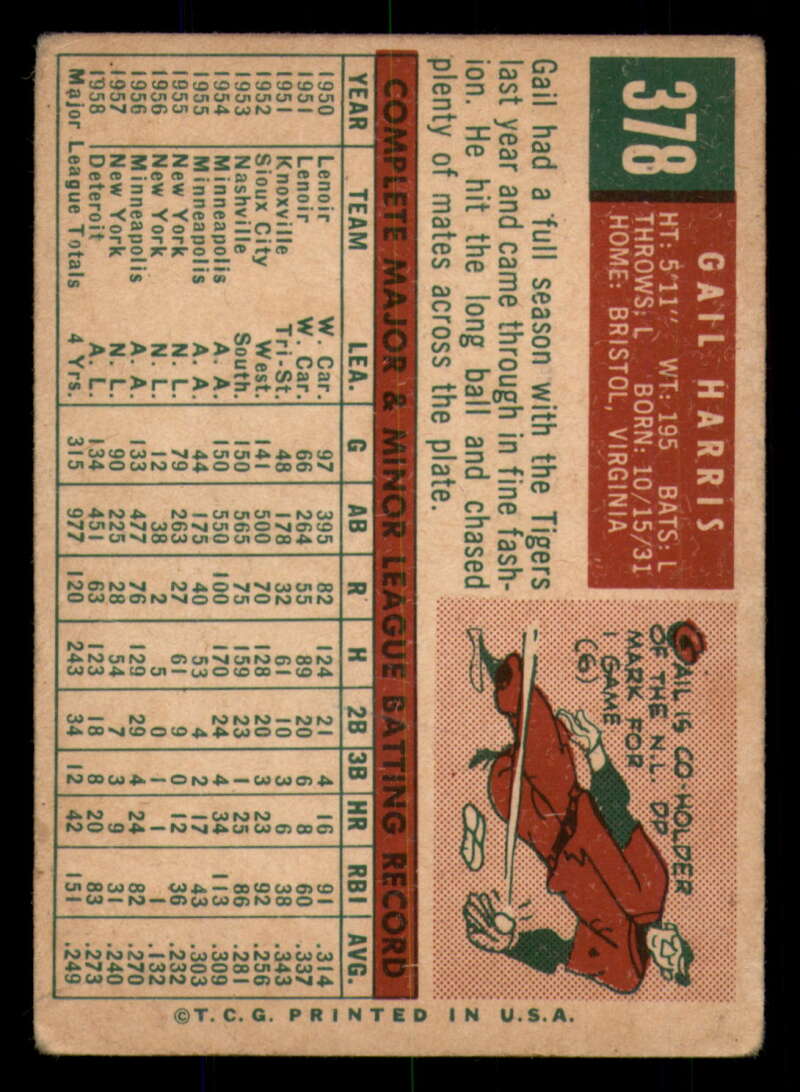 378
GAIL HARRIS
HT: 5'11" WT: 195 BATS: L
THROWS: L BORN: 10/15/31
HOME: BRISTOL, VIRGINIA
Gail had a full season with the Tigers
last year and came through in fine fash-
ion. He hit the long ball and chased
plenty of mates across the plate.
GAIL IS CO-HOLDER
OF THE N.L. DP
MARK FOR
1 GAME
(6)
COMPLETE MAJOR & MINOR LEAGUE BATTING RECORD
YEAR TEAM LEA. G AB R H 2B 3B HR RBI AVG.
1950 Lenoir W. Car. 97 395 82 124 21 4 16 91 .314
1951 Lenoir W. Car. 66 264 55 89 20 6 8 60 .337
1951 Knoxville Tri-St. 48 178 32 61 10 3 6 38 .343
1952 Sioux City West. 141 500 70 128 20 3 23 92 .256
1953 Nashville South. 150 565 75 159 23 1 25 86 .281
1954 Minneapolis A. A. 150 550 100 170 24 4 34 113 .309
1955 Minneapolis A. A. 44 175 40 53 4 2 17 43 .303
1955 New York N. L. 79 263 27 61 9 0 12 36 .232
1956 New York N. L. 12 38 2 5 0 1 1 1 .132
1956 Minneapolis A. A. 133 477 76 129 29 4 24 82 .270
1957 New York N. L. 90 225 28 54 7 3 9 31 .240
1958 Detroit A. L. 134 451 63 123 18 8 20 83 .273
Major League Totals 4 Yrs. 315 977 120 243 34 12 42 151 .249
© T.C.G. PRINTED IN U.S.A.